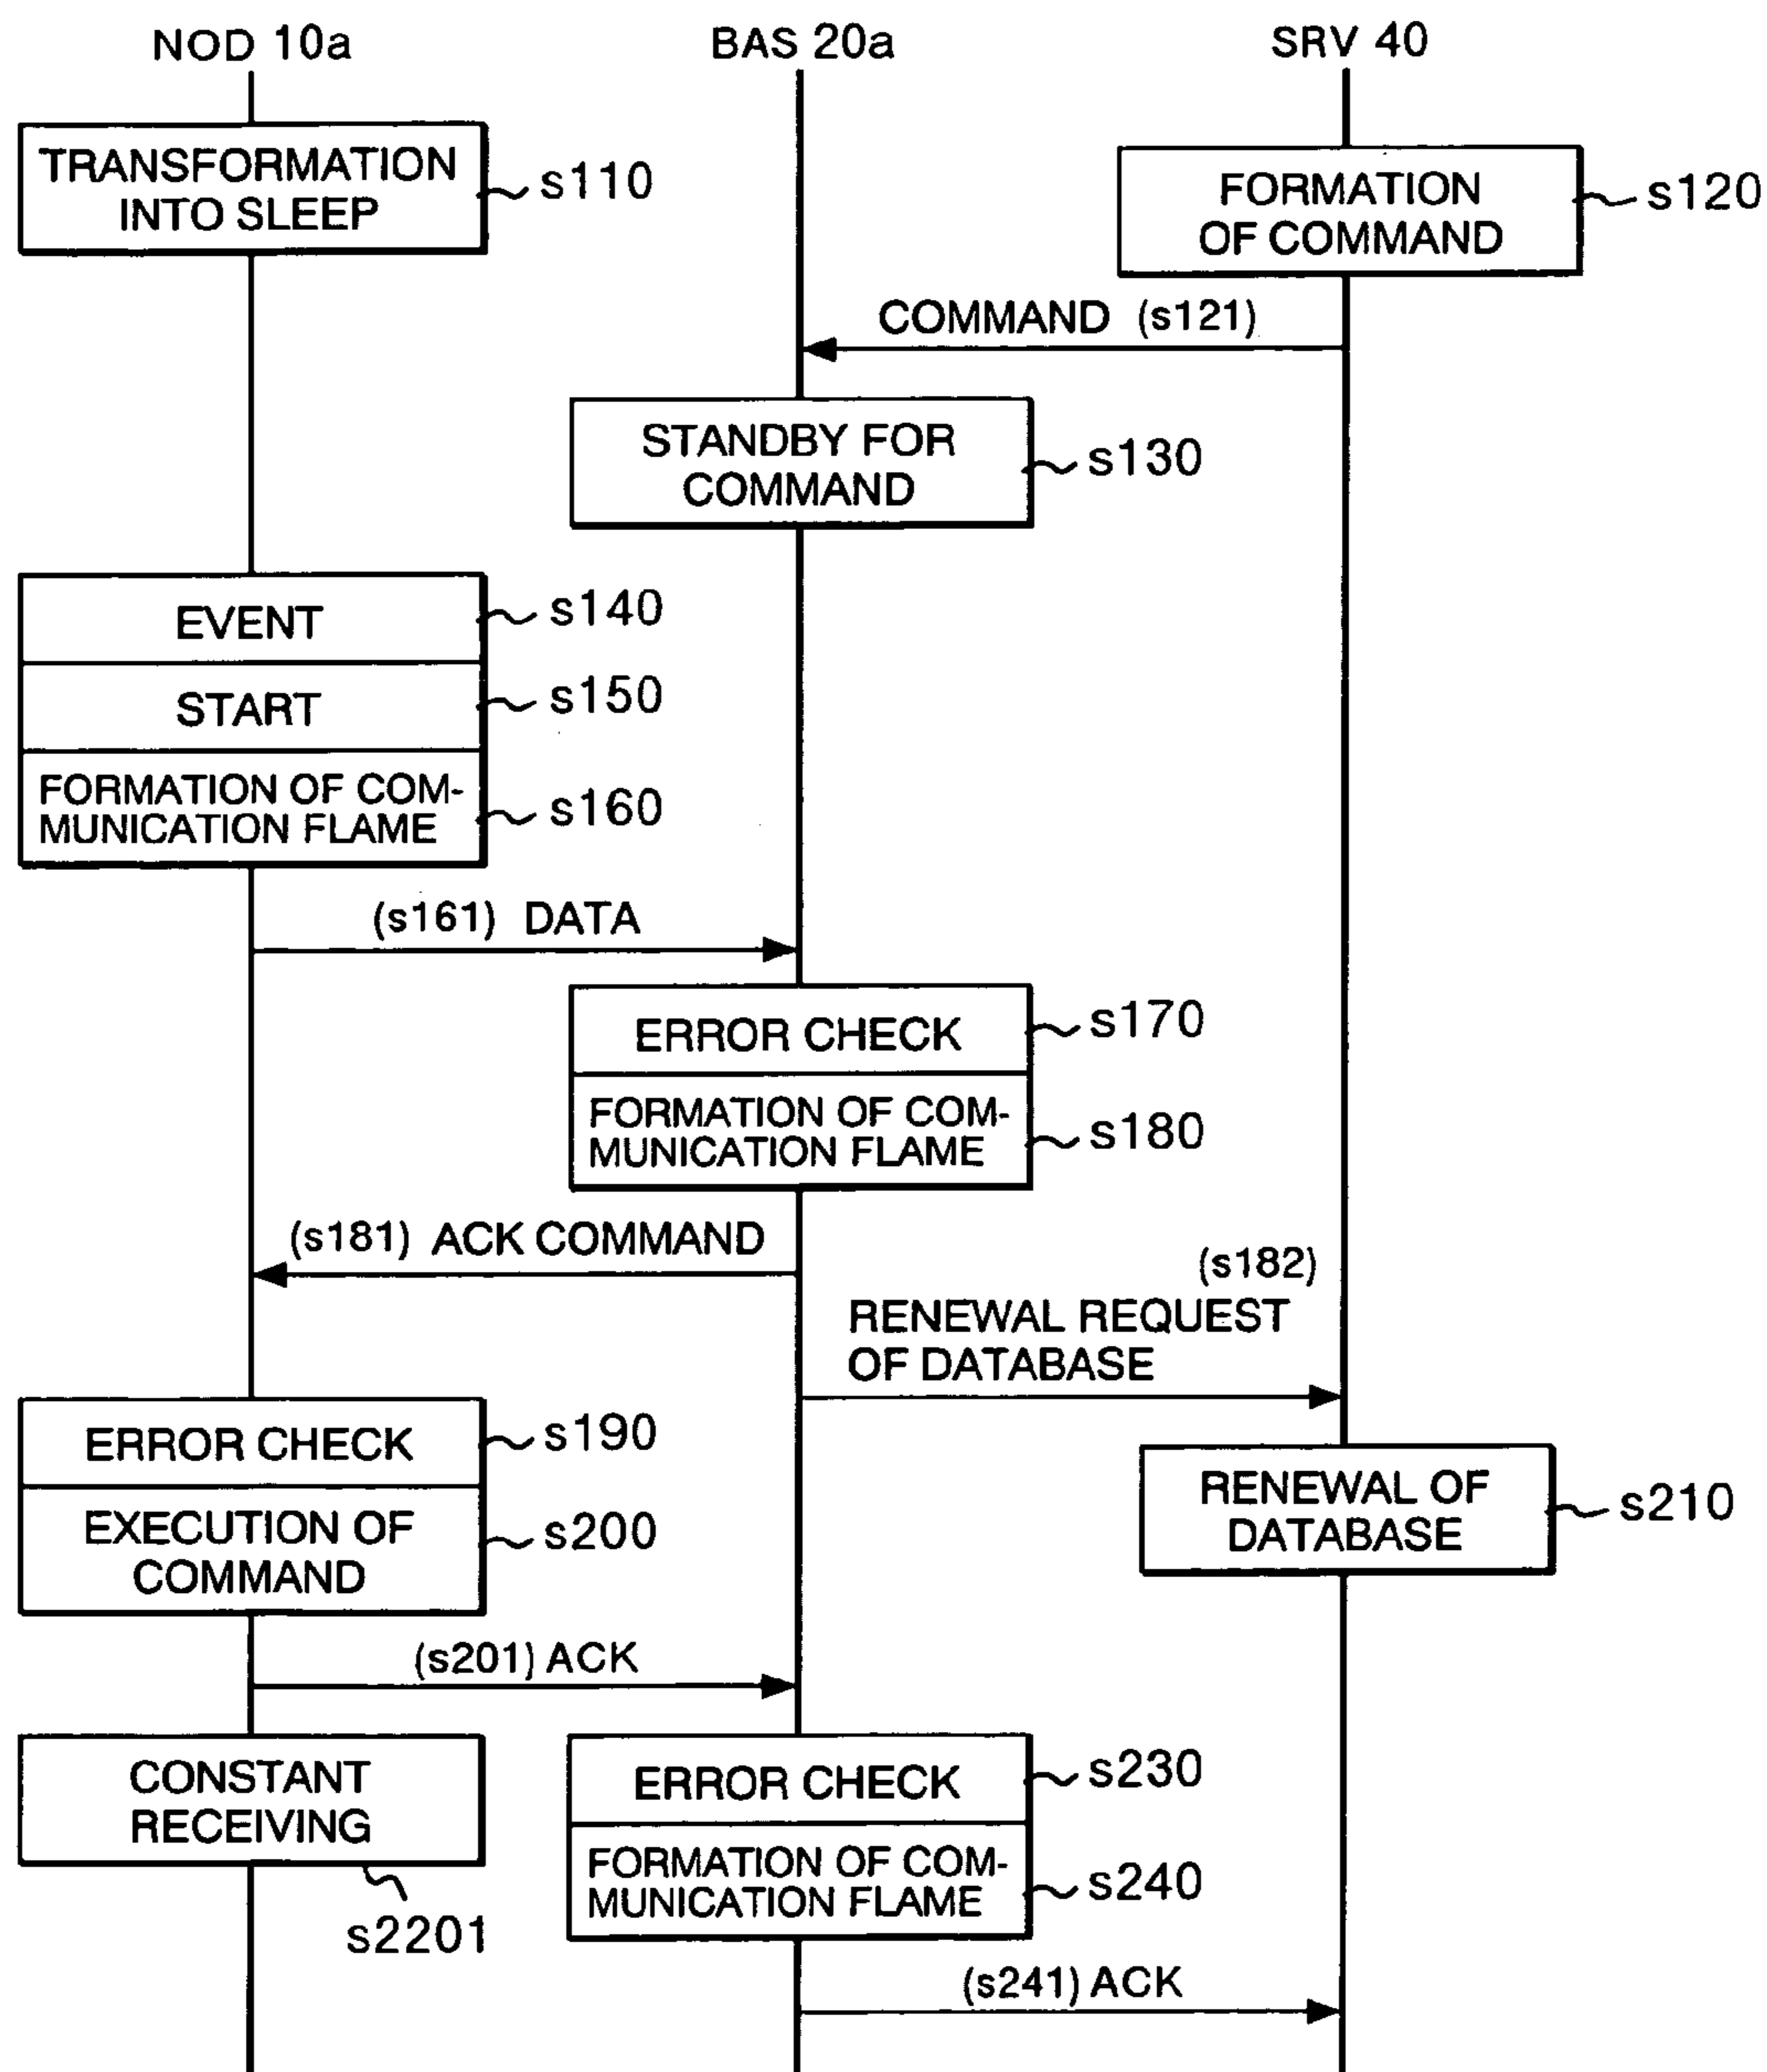 NOD 10a
BAS 20a
SRV 40
TRANSFORMATION
INTO SLEEP
s110
FORMATION
OF COMMAND
s120
COMMAND (s121)
STANDBY FOR
COMMAND
s130
EVENT
s140
START
s150
FORMATION OF COM-
MUNICATION FLAME
s160
(s161) DATA
ERROR CHECK
s170
FORMATION OF COM-
MUNICATION FLAME
s180
(s181) ACK COMMAND
(s182)
RENEWAL REQUEST
OF DATABASE
ERROR CHECK
s190
EXECUTION OF
COMMAND
s200
RENEWAL OF
DATABASE
s210
(s201) ACK
CONSTANT
RECEIVING
s2201
ERROR CHECK
s230
FORMATION OF COM-
MUNICATION FLAME
s240
(s241) ACK